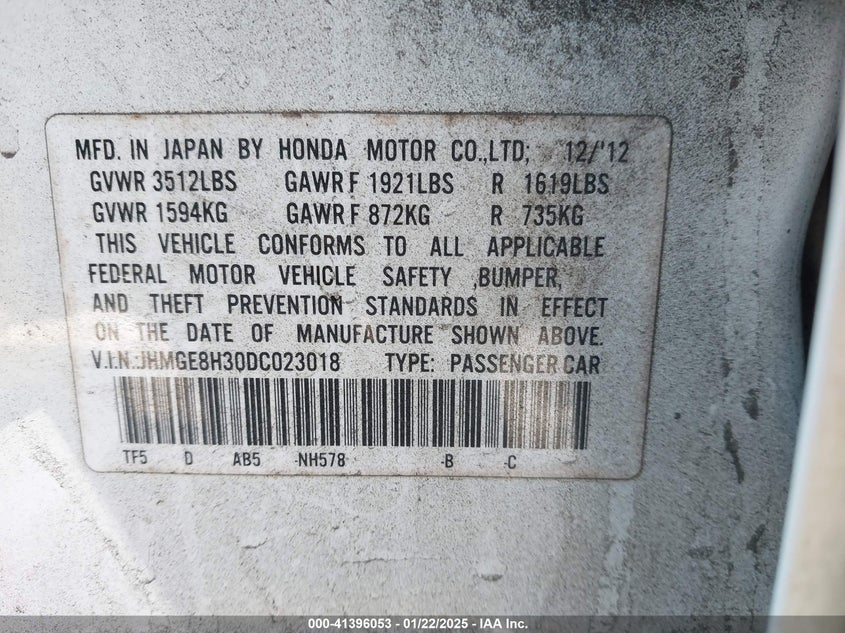 MFD. IN JAPAN BY HONDA MOTOR CO.,LTD; 12/'12
GVWR 3512LBS GAWR F 1921LBS R 1619LBS
GVWR 1594KG GAWR F 872KG R 735KG
THIS VEHICLE CONFORMS TO ALL APPLICABLE
FEDERAL MOTOR VEHICLE SAFETY ,BUMPER,
AND THEFT PREVENTION STANDARDS IN EFFECT
ON THE DATE OF MANUFACTURE SHOWN ABOVE.
V.I.N.:JHMGE8H30DC023018 TYPE: PASSENGER CAR
TF5 D AB5 -NH578 -B -C
000-41396053 — 01/22/2025 — IAA Inc.